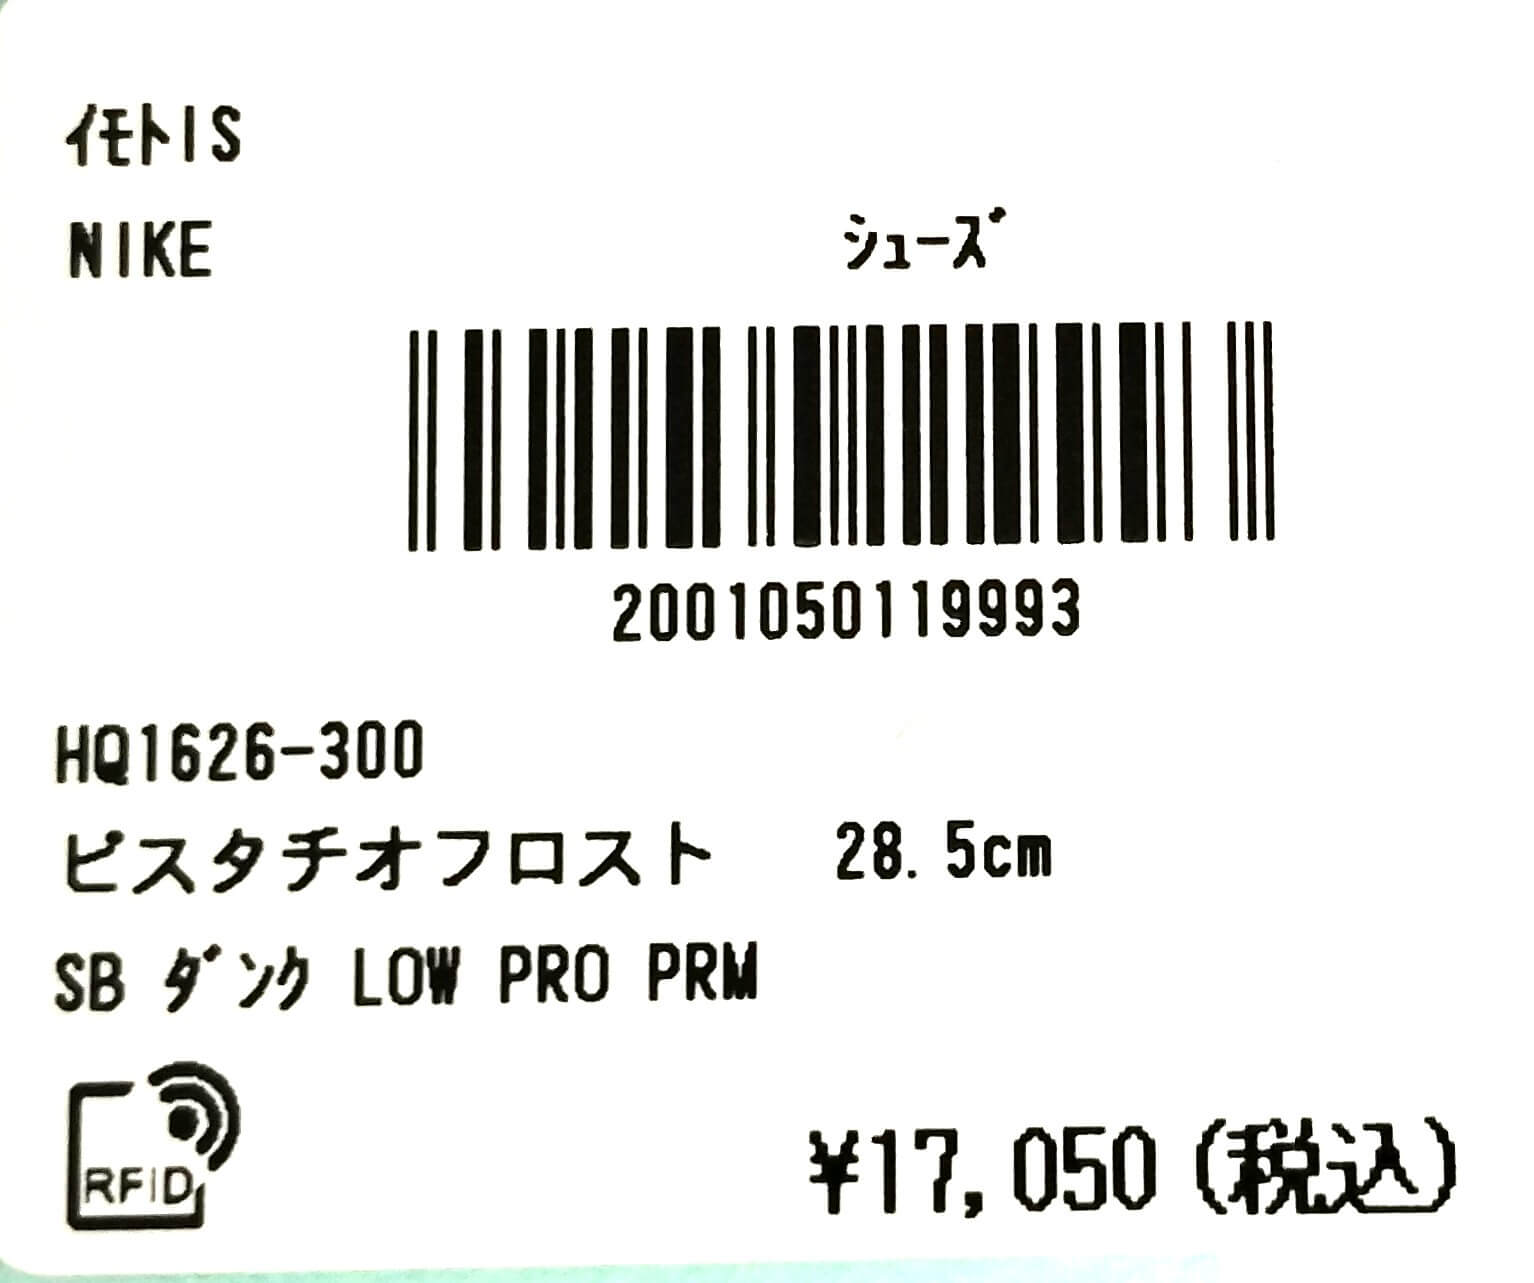 ｲﾓﾄIS
NIKE ｼｭｰｽﾞ
2001050119993
HQ1626-300
ピスタチオフロスト 28.5cm
SB ﾀﾞﾝｸ LOW PRO PRM
RFID
¥17,050(税込)